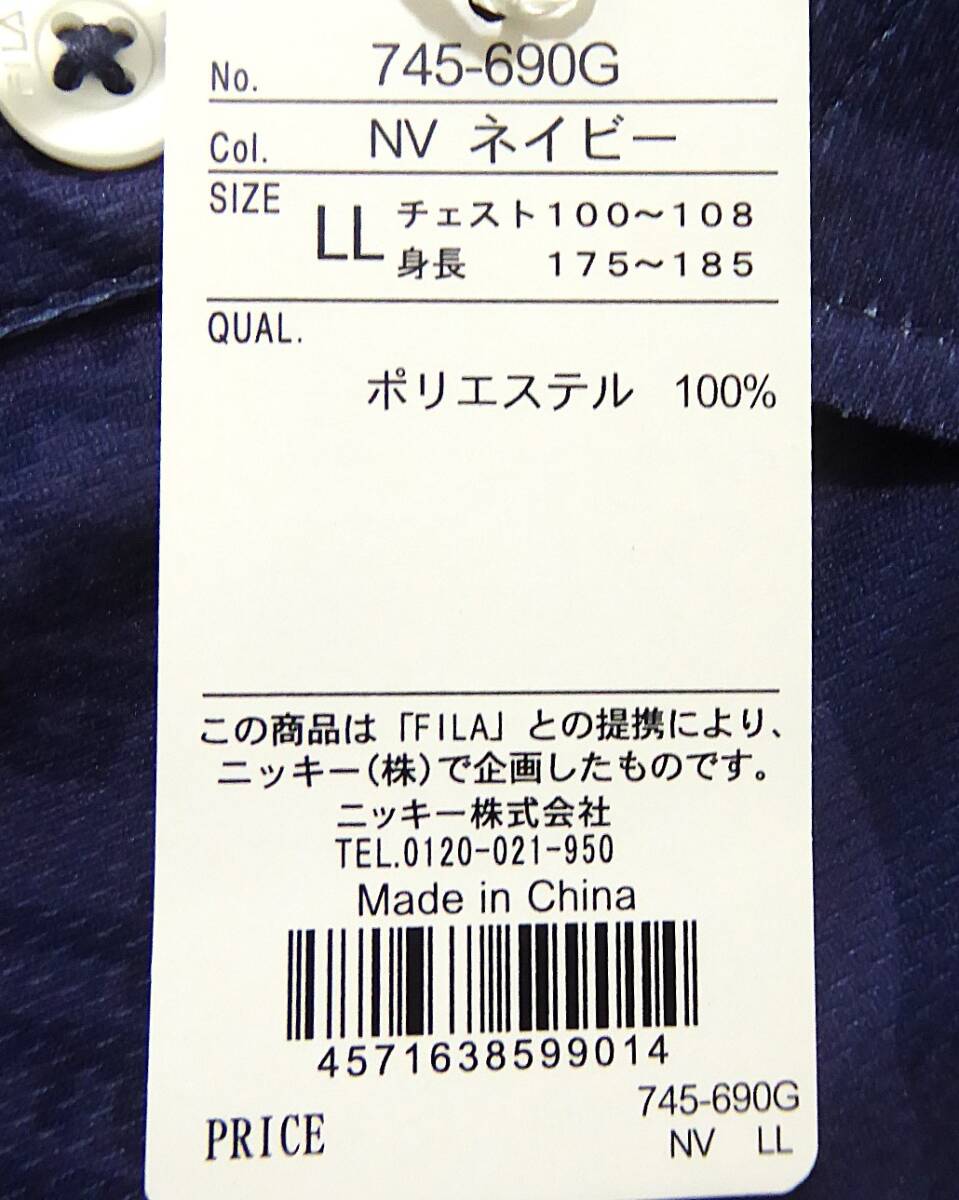 FILA
No. 745-690G
Col. NV ネイビー
SIZE LL チェスト100～108
身長 175～185
QUAL.
ポリエステル 100%
この商品は「FILA」との提携により、
ニッキー(株)で企画したものです。
ニッキー株式会社
TEL.0120-021-950
Made in China
4571638599014
745-690G
PRICE NV LL